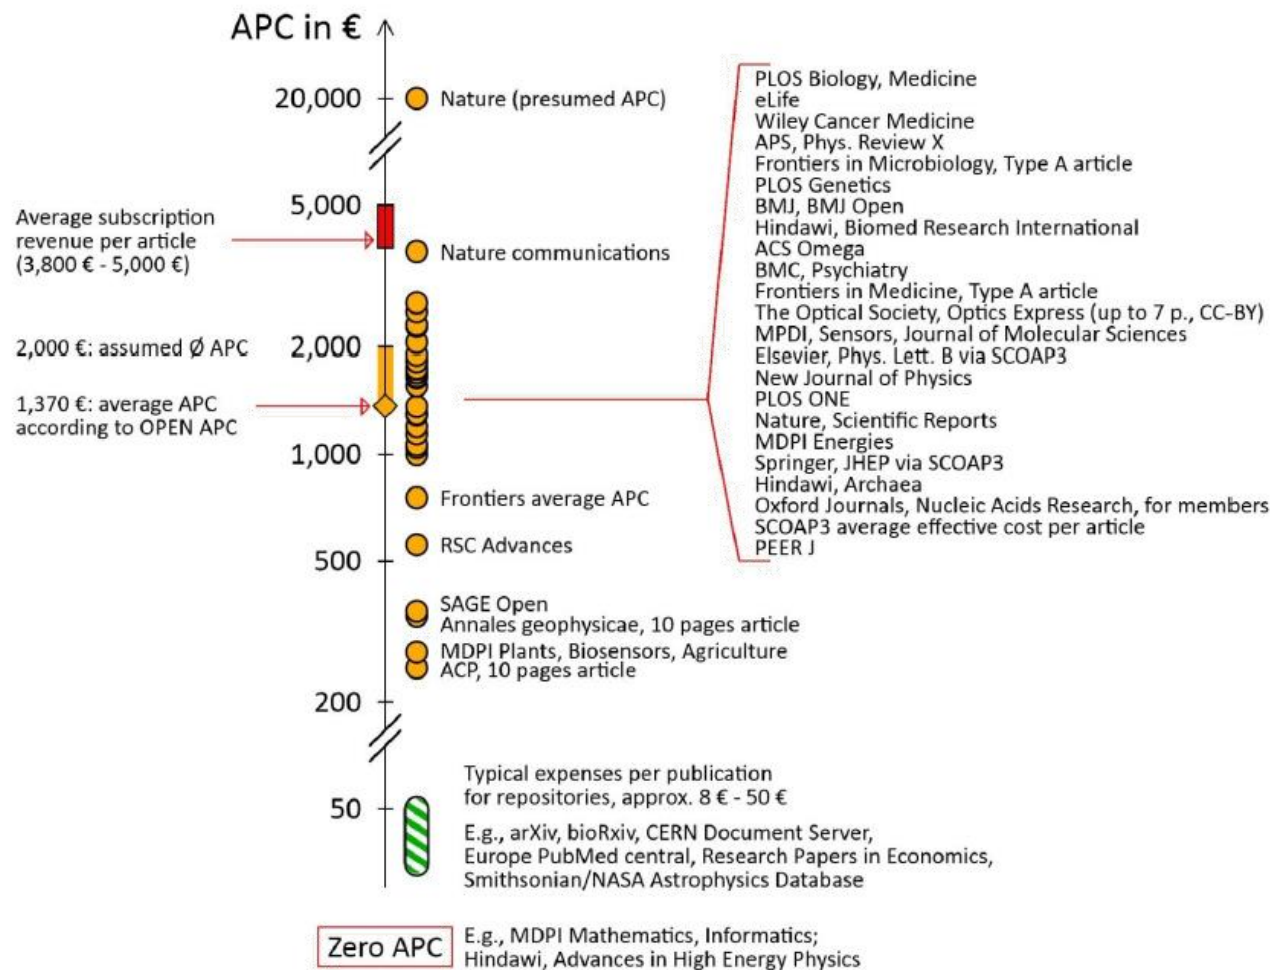 APC in €
20,000
Nature (presumed APC)
5,000
Average subscription
revenue per article
(3,800 € - 5,000 €)
Nature communications
2,000
2,000 €: assumed Ø APC
1,370 €: average APC
according to OPEN APC
1,000
Frontiers average APC
500
RSC Advances
SAGE Open
Annales geophysicae, 10 pages article
MDPI Plants, Biosensors, Agriculture
ACP, 10 pages article
200
PLOS Biology, Medicine
eLife
Wiley Cancer Medicine
APS, Phys. Review X
Frontiers in Microbiology, Type A article
PLOS Genetics
BMJ, BMJ Open
Hindawi, Biomed Research International
ACS Omega
BMC, Psychiatry
Frontiers in Medicine, Type A article
The Optical Society, Optics Express (up to 7 p., CC-BY)
MPDI, Sensors, Journal of Molecular Sciences
Elsevier, Phys. Lett. B via SCOAP3
New Journal of Physics
PLOS ONE
Nature, Scientific Reports
MDPI Energies
Springer, JHEP via SCOAP3
Hindawi, Archaea
Oxford Journals, Nucleic Acids Research, for members
SCOAP3 average effective cost per article
PEER J
50
Typical expenses per publication
for repositories, approx. 8 € - 50 €
E.g., arXiv, bioRxiv, CERN Document Server,
Europe PubMed central, Research Papers in Economics,
Smithsonian/NASA Astrophysics Database
Zero APC
E.g., MDPI Mathematics, Informatics;
Hindawi, Advances in High Energy Physics